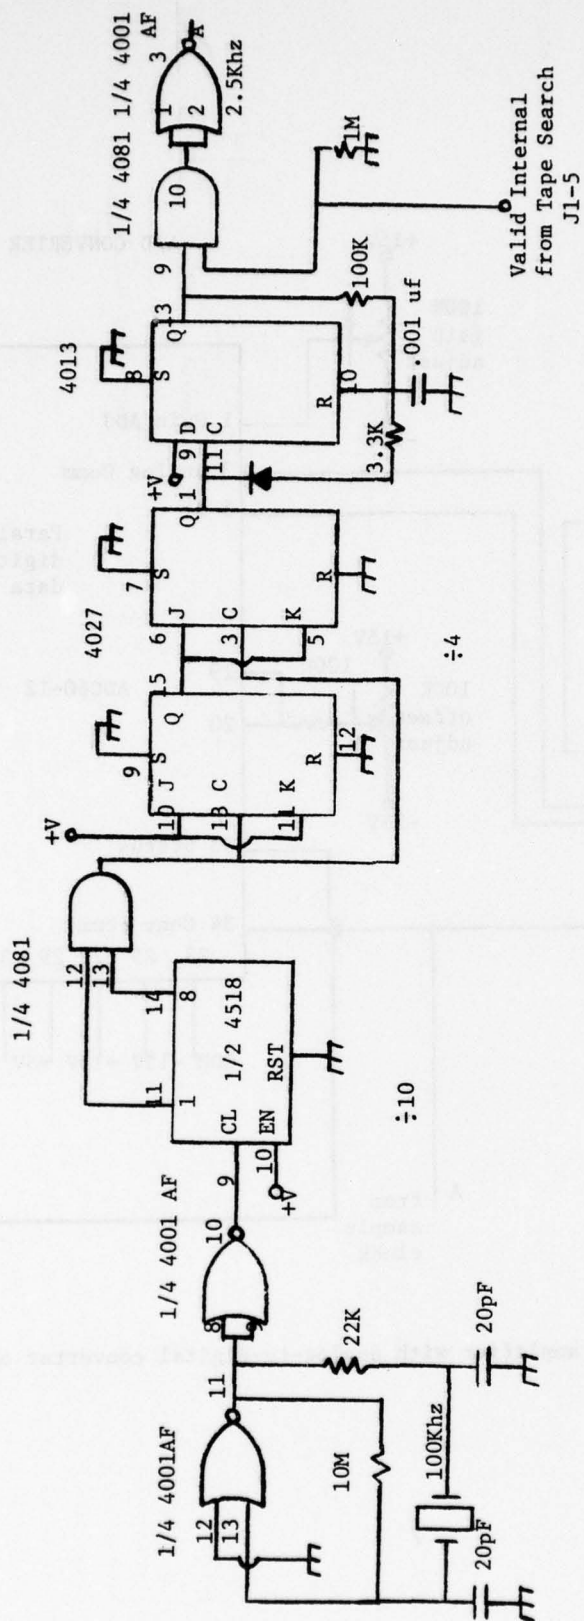 1/4 4001AF
12
13
11
10M
22K
100Khz
20pF
20pF
1/4 4001 AF
8
9
10
9
CL
EN
10
+V
11
1
14
8
1/2 4518
RST
÷10
1/4 4081
12
13
+V
10
J
13
C
11
K
9
S
Q
15
R
12
4027
6
J
3
C
5
K
7
S
Q
1
R
÷4
+V
4013
9
D
11
C
8
S
Q
13
R
10
3.3K
.001 uf
100K
1/4 4081
9
10
1M
Valid Internal
from Tape Search
J1-5
1/4 4001
AF
1
2
3
A
2.5Khz